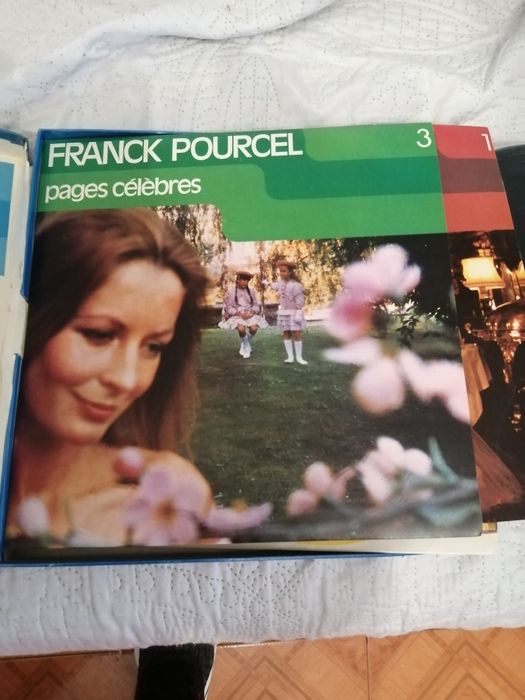 FRANCK POURCEL 3
pages célèbres
1